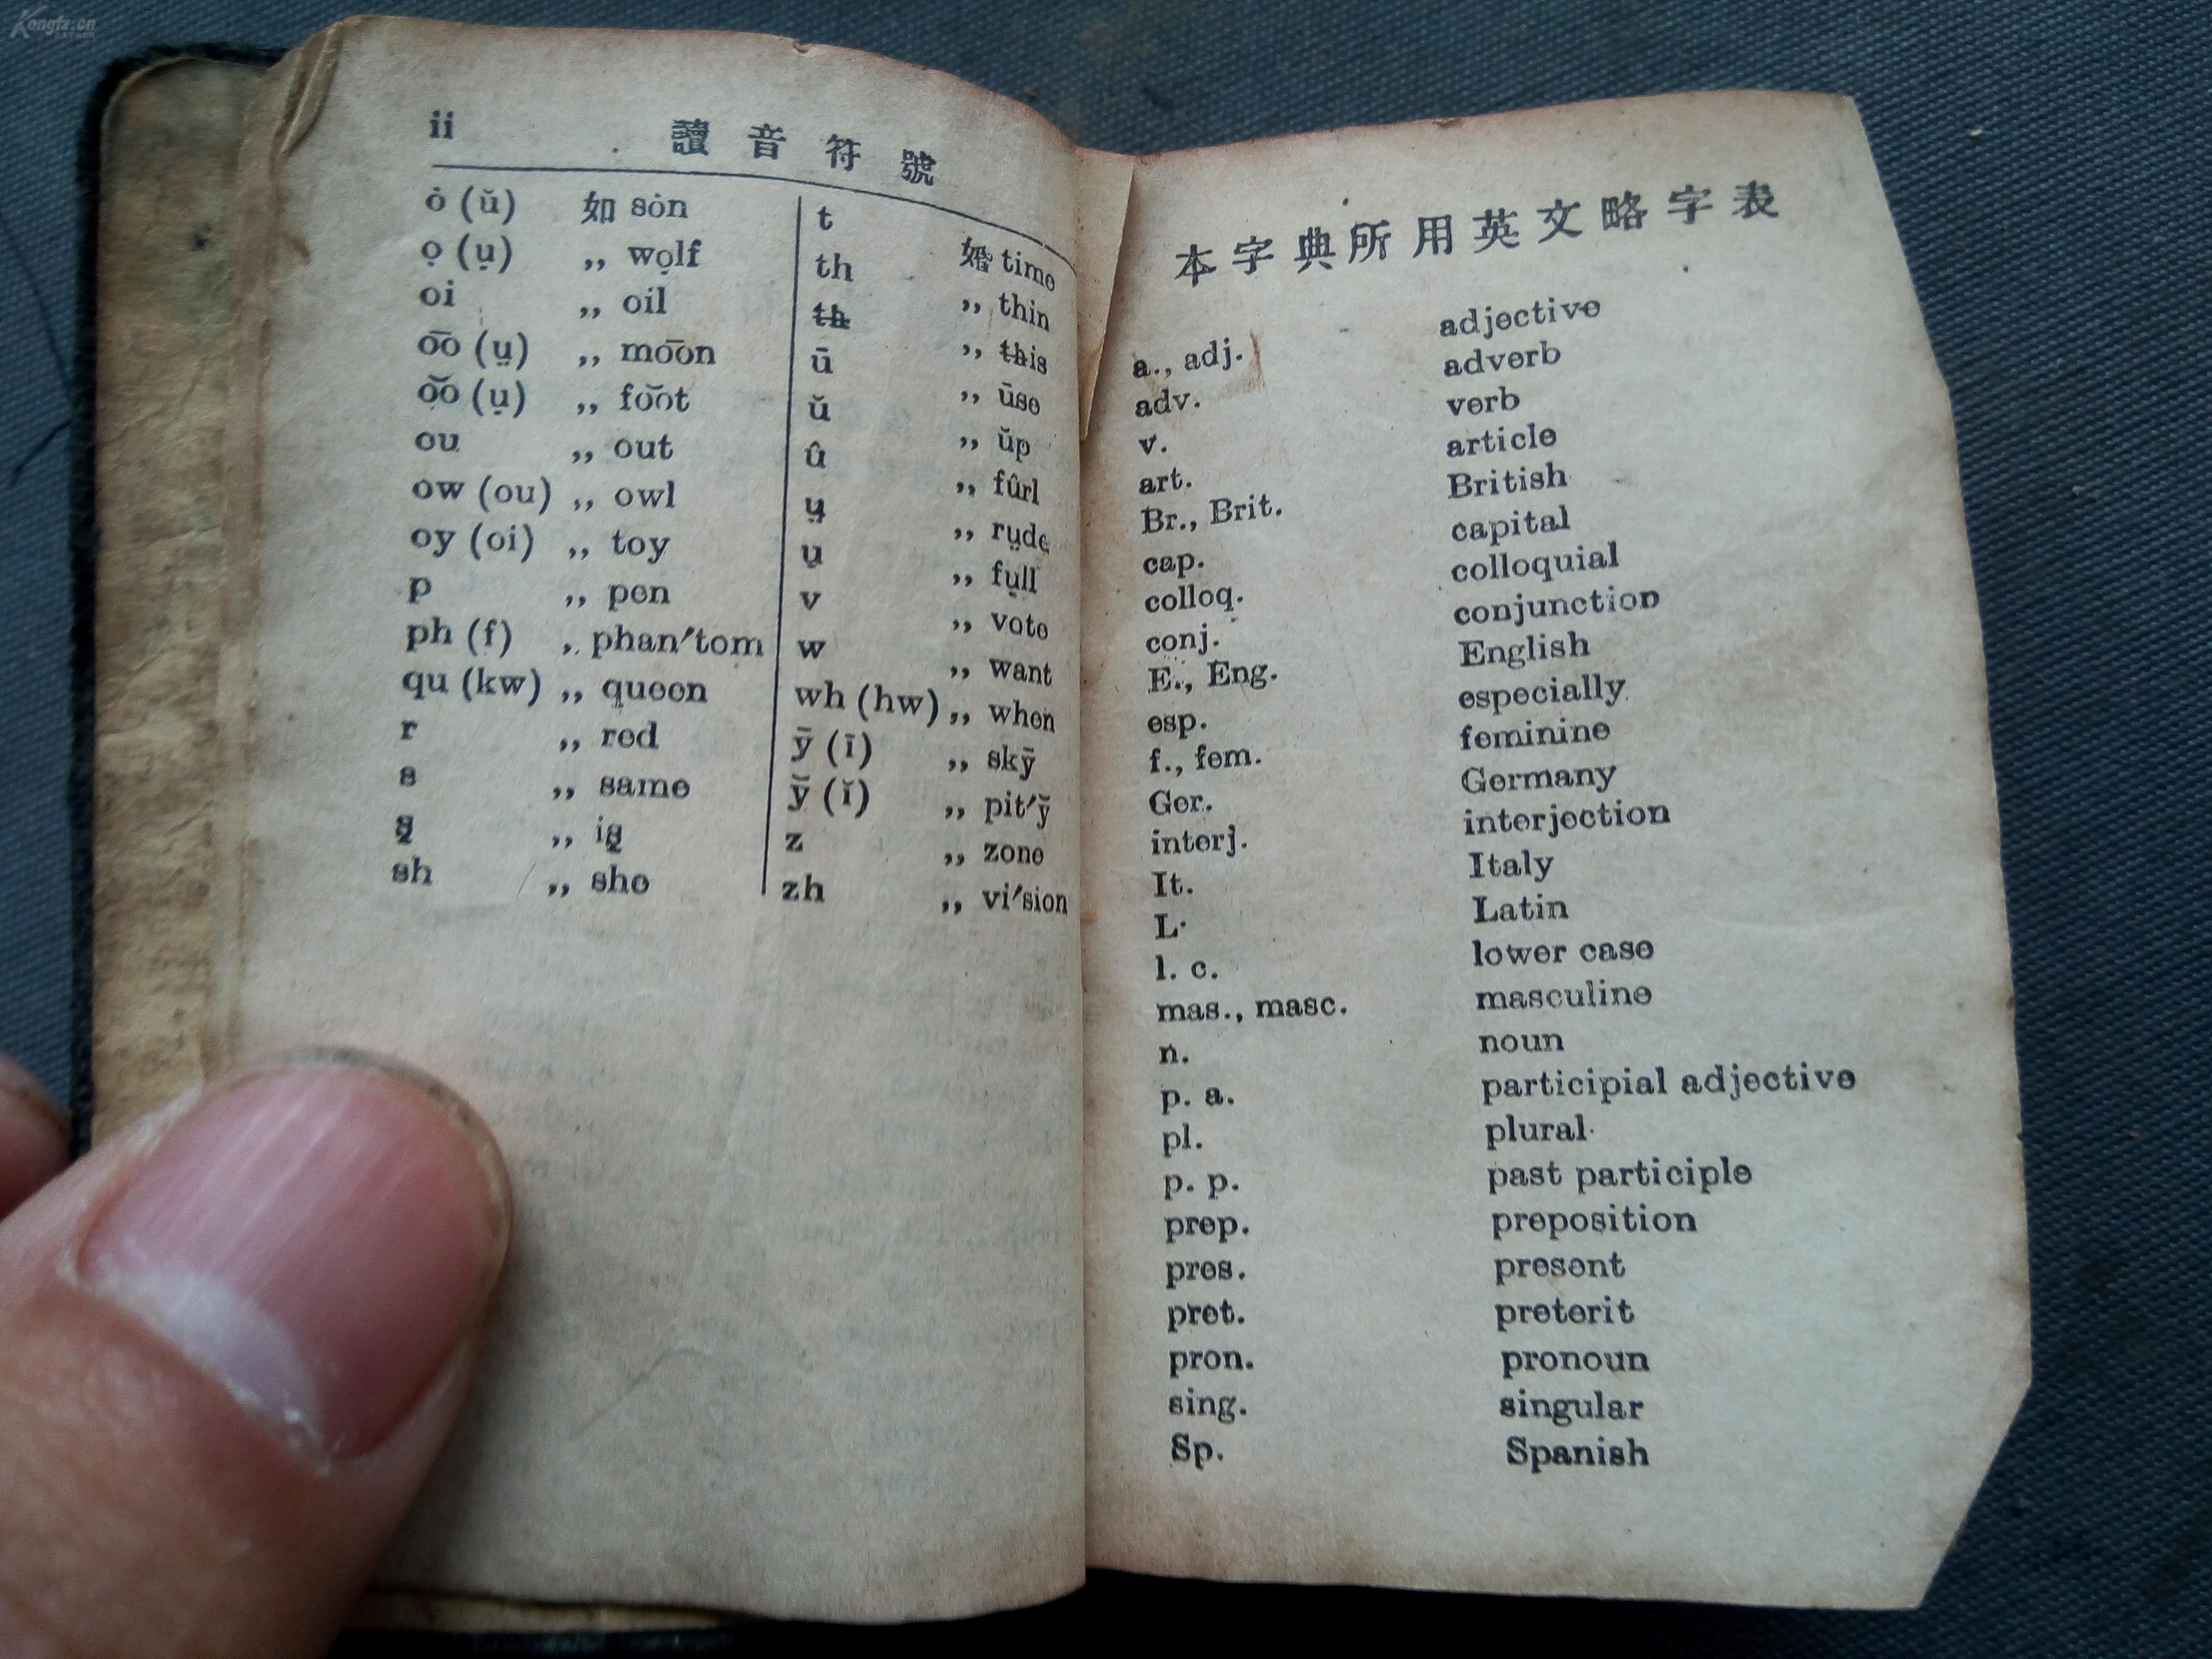 Kongfz.cn
ii
讀音符號
ȯ (ŭ) 如 sȯn
ọ (ụ) ,, wọlf
oi ,, oil
o͞o (ṳ) ,, mo͞on
o͝o (ụ) ,, fo͝ot
ou ,, out
ow (ou) ,, owl
oy (oi) ,, toy
p ,, pen
ph (f) ,, phan′tom
qu (kw) ,, queen
r ,, red
s ,, same
s̱ ,, is̱
sh ,, she
t 如 time
th ,, thin
t̶h̶ ,, t̶h̶is
ū ,, ūse
ŭ ,, ŭp
û ,, fûrl
ṳ ,, rṳde
ụ ,, fụll
v ,, vote
w ,, want
wh (hw) ,, when
ȳ (ī) ,, skȳ
y̆ (ĭ) ,, pit′y̆
z ,, zone
zh ,, vi′sion
本字典所用英文略字表
a., adj. adjective
adv. adverb
v. verb
art. article
Br., Brit. British
cap. capital
colloq. colloquial
conj. conjunction
E., Eng. English
esp. especially
f., fem. feminine
Ger. Germany
interj. interjection
It. Italy
L. Latin
l. c. lower case
mas., masc. masculine
n. noun
p. a. participial adjective
pl. plural
p. p. past participle
prep. preposition
pres. present
pret. preterit
pron. pronoun
sing. singular
Sp. Spanish